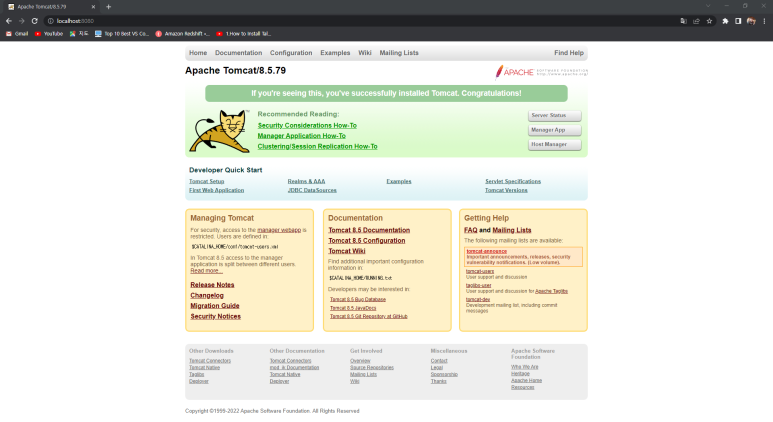 Apache Tomcat/8.5.79
localhost:8080
Gmail YouTube 지도 Top 10 Best VS Co... Amazon Redshift -... 1.How to Install Tai...
Home Documentation Configuration Examples Wiki Mailing Lists Find Help
Apache Tomcat/8.5.79
APACHE SOFTWARE FOUNDATION
http://www.apache.org/
If you're seeing this, you've successfully installed Tomcat. Congratulations!
Recommended Reading:
Security Considerations How-To
Manager Application How-To
Clustering/Session Replication How-To
Server Status
Manager App
Host Manager
Developer Quick Start
Tomcat Setup
First Web Application
Realms & AAA
JDBC DataSources
Examples
Servlet Specifications
Tomcat Versions
Managing Tomcat
For security, access to the manager webapp is
restricted. Users are defined in:
$CATALINA_HOME/conf/tomcat-users.xml
In Tomcat 8.5 access to the manager
application is split between different users.
Read more...
Release Notes
Changelog
Migration Guide
Security Notices
Documentation
Tomcat 8.5 Documentation
Tomcat 8.5 Configuration
Tomcat Wiki
Find additional important configuration
information in:
$CATALINA_HOME/RUNNING.txt
Developers may be interested in:
Tomcat 8.5 Bug Database
Tomcat 8.5 JavaDocs
Tomcat 8.5 Git Repository at GitHub
Getting Help
FAQ and Mailing Lists
The following mailing lists are available:
tomcat-announce
Important announcements, releases, security
vulnerability notifications. (Low volume).
tomcat-users
User support and discussion
taglibs-user
User support and discussion for Apache Taglibs
tomcat-dev
Development mailing list, including commit
messages
Other Downloads
Tomcat Connectors
Tomcat Native
Taglibs
Deployer
Other Documentation
Tomcat Connectors
mod_jk Documentation
Tomcat Native
Deployer
Get Involved
Overview
Source Repositories
Mailing Lists
Wiki
Miscellaneous
Contact
Legal
Sponsorship
Thanks
Apache Software
Foundation
Who We Are
Heritage
Apache Home
Resources
Copyright ©1999-2022 Apache Software Foundation. All Rights Reserved